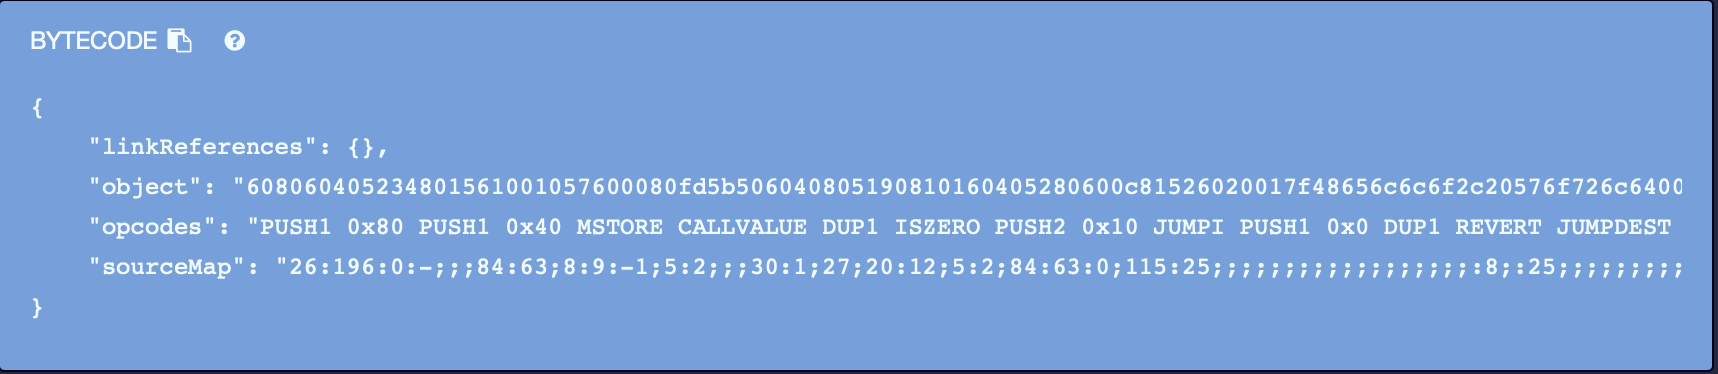 BYTECODE
{
"linkReferences": {},
"object": "608060405234801561001057600080fd5b506040805190810160405280600c81526020017f48656c6c6f2c20576f726c6400
"opcodes": "PUSH1 0x80 PUSH1 0x40 MSTORE CALLVALUE DUP1 ISZERO PUSH2 0x10 JUMPI PUSH1 0x0 DUP1 REVERT JUMPDEST
"sourceMap": "26:196:0:-;;;84:63;8:9:-1;5:2;;;30:1;27;20:12;5:2;84:63:0;115:25;;;;;;;;;;;;;;;;;;:8;:25;;;;;;;;;
}